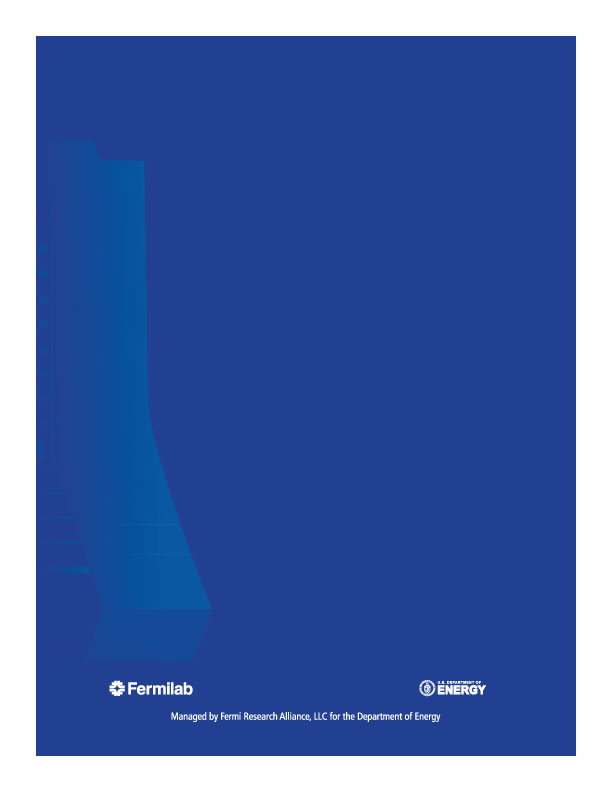 Fermilab
U.S. DEPARTMENT OF
ENERGY
Managed by Fermi Research Alliance, LLC for the Department of Energy